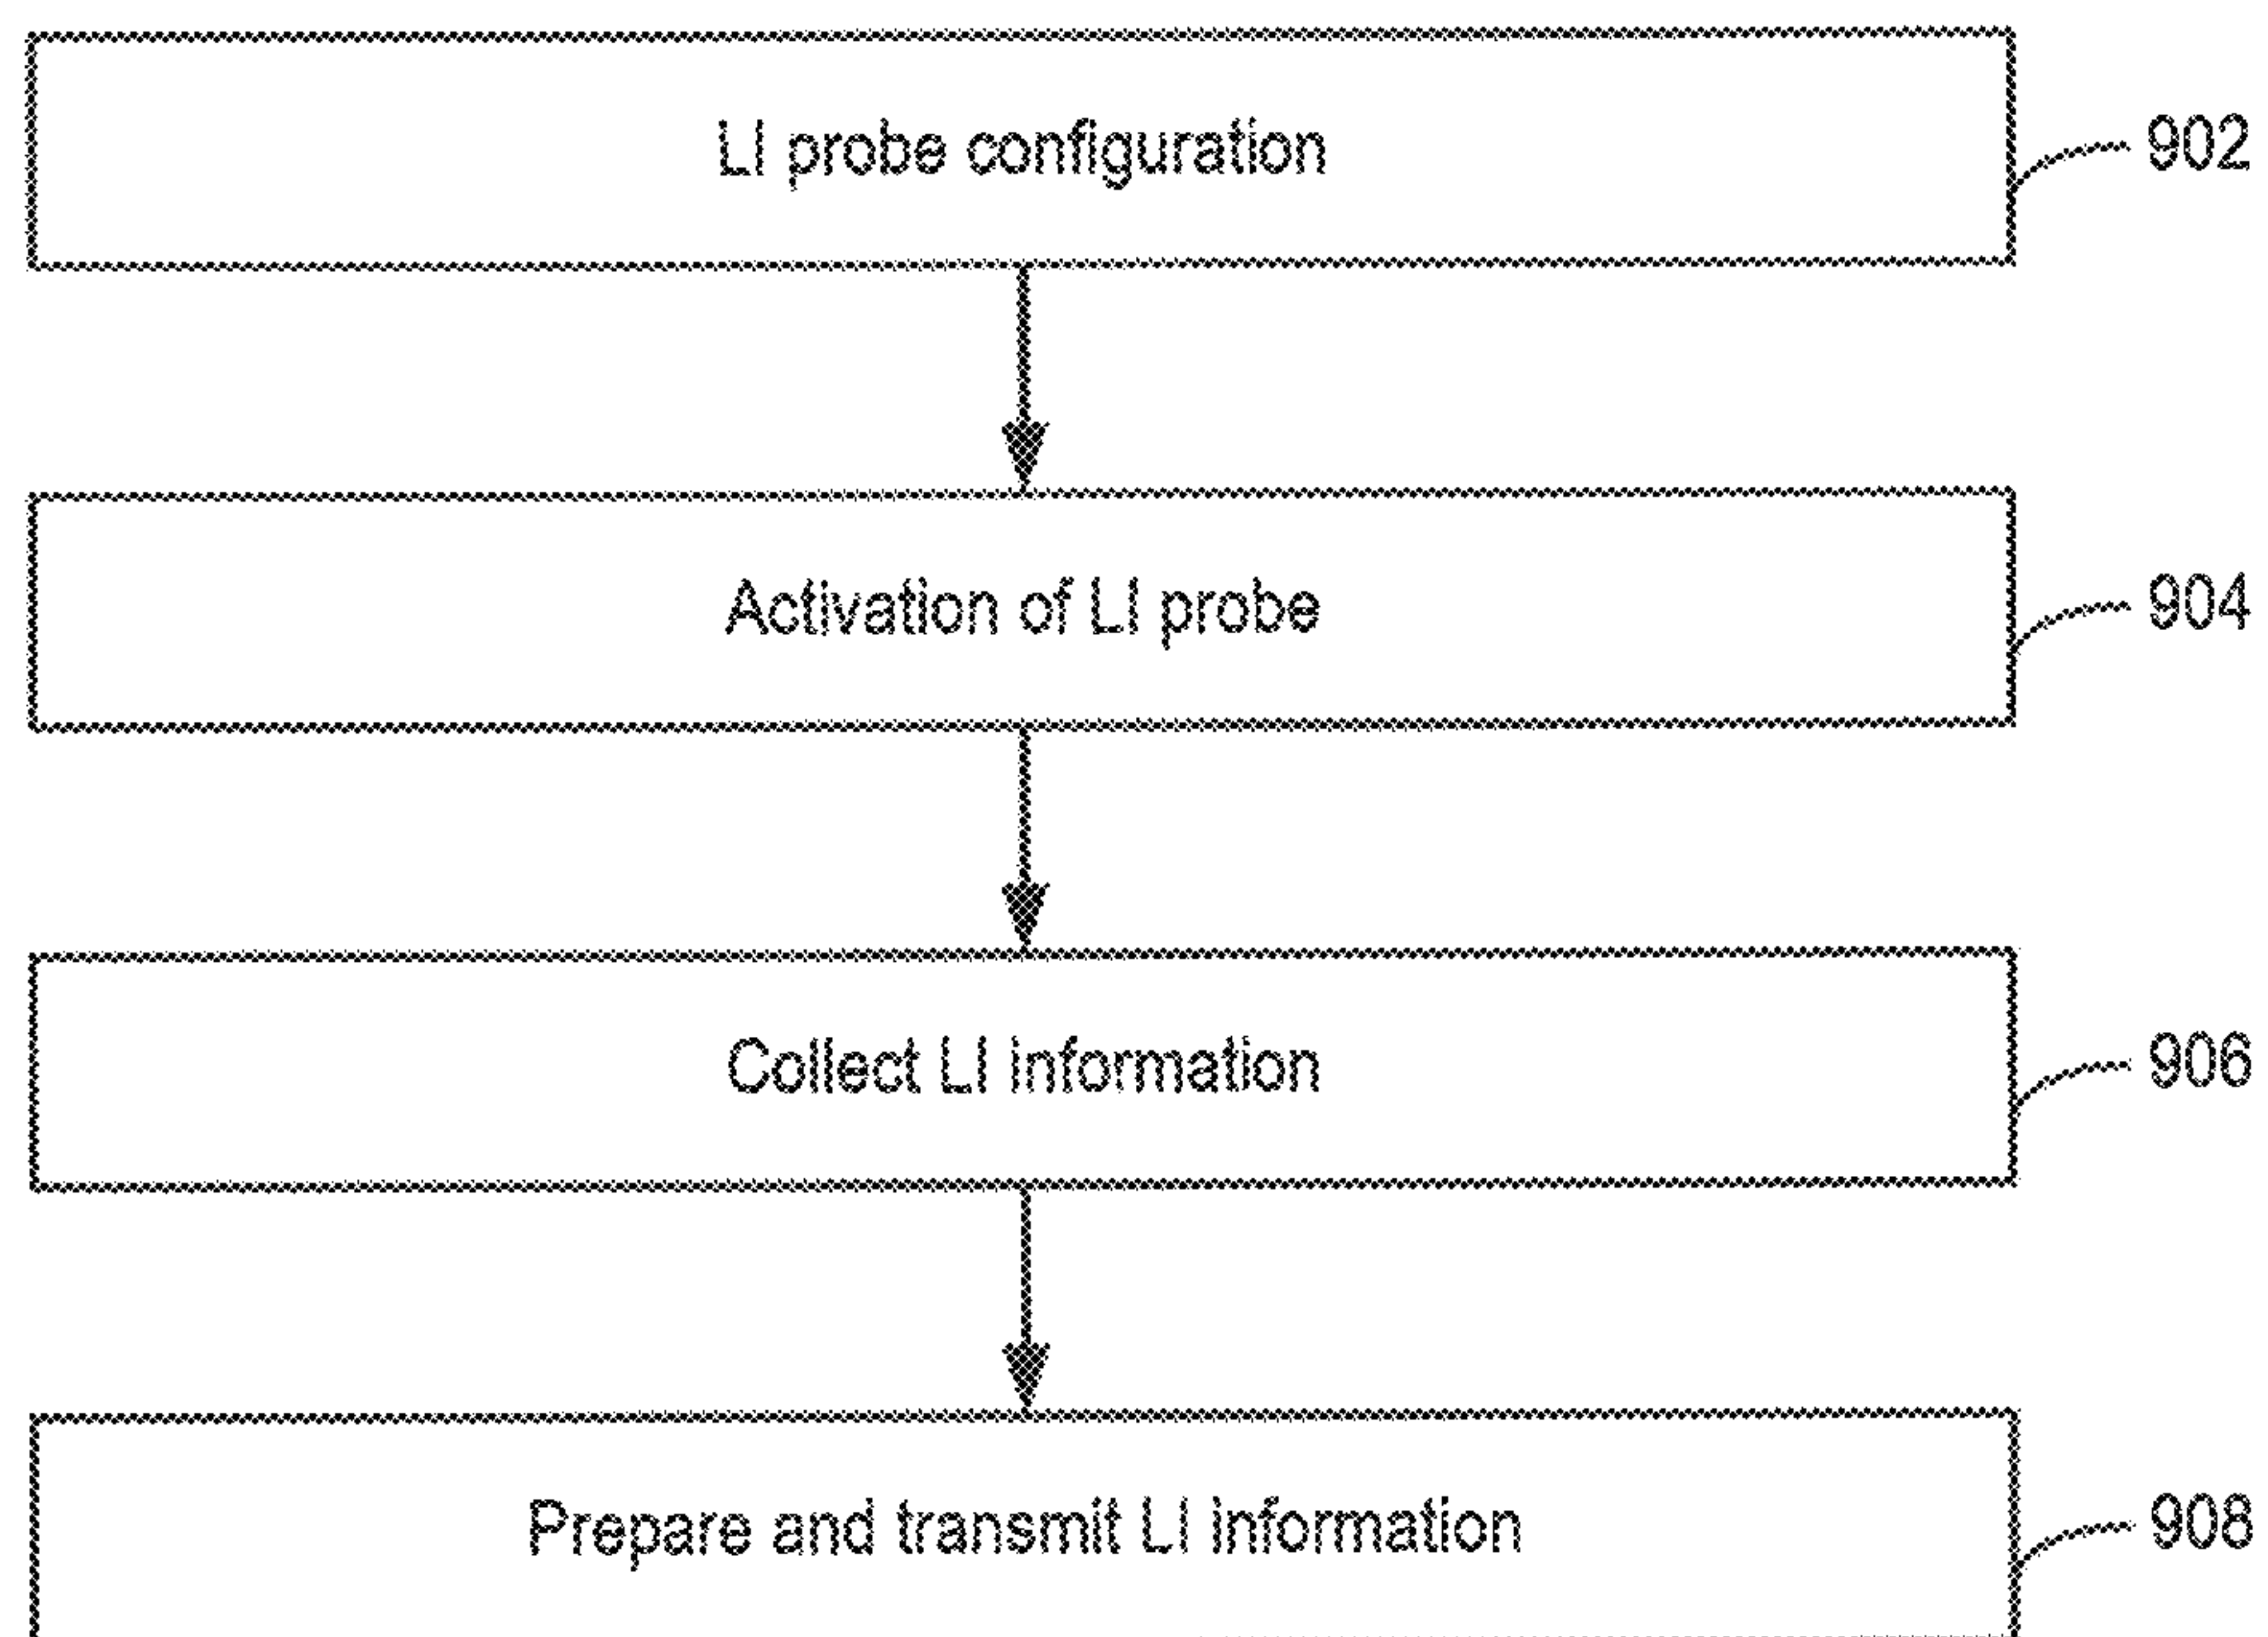 LI probe configuration
902
Activation of LI probe
904
Collect LI information
906
Prepare and transmit LI information
908